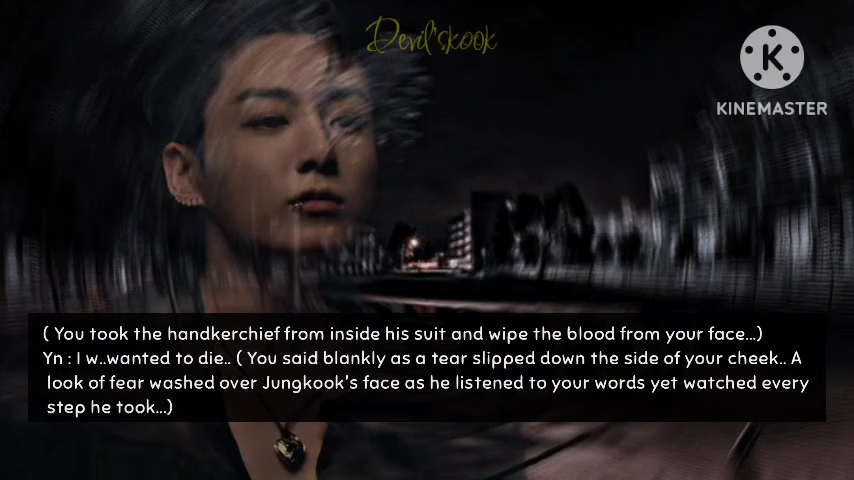 Devil'skook
KINEMASTER
( You took the handkerchief from inside his suit and wipe the blood from your face...)
Yn : I w..wanted to die.. ( You said blankly as a tear slipped down the side of your cheek.. A
look of fear washed over Jungkook's face as he listened to your words yet watched every
step he took...)